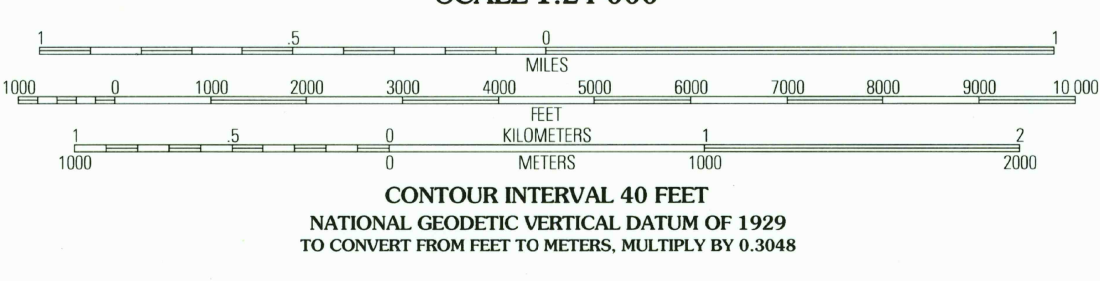 SCALE 1:24 000
1 .5 0 1
MILES
1000 0 1000 2000 3000 4000 5000 6000 7000 8000 9000 10 000
FEET
1 .5 0 KILOMETERS 1 2
1000 0 METERS 1000 2000
CONTOUR INTERVAL 40 FEET
NATIONAL GEODETIC VERTICAL DATUM OF 1929
TO CONVERT FROM FEET TO METERS, MULTIPLY BY 0.3048